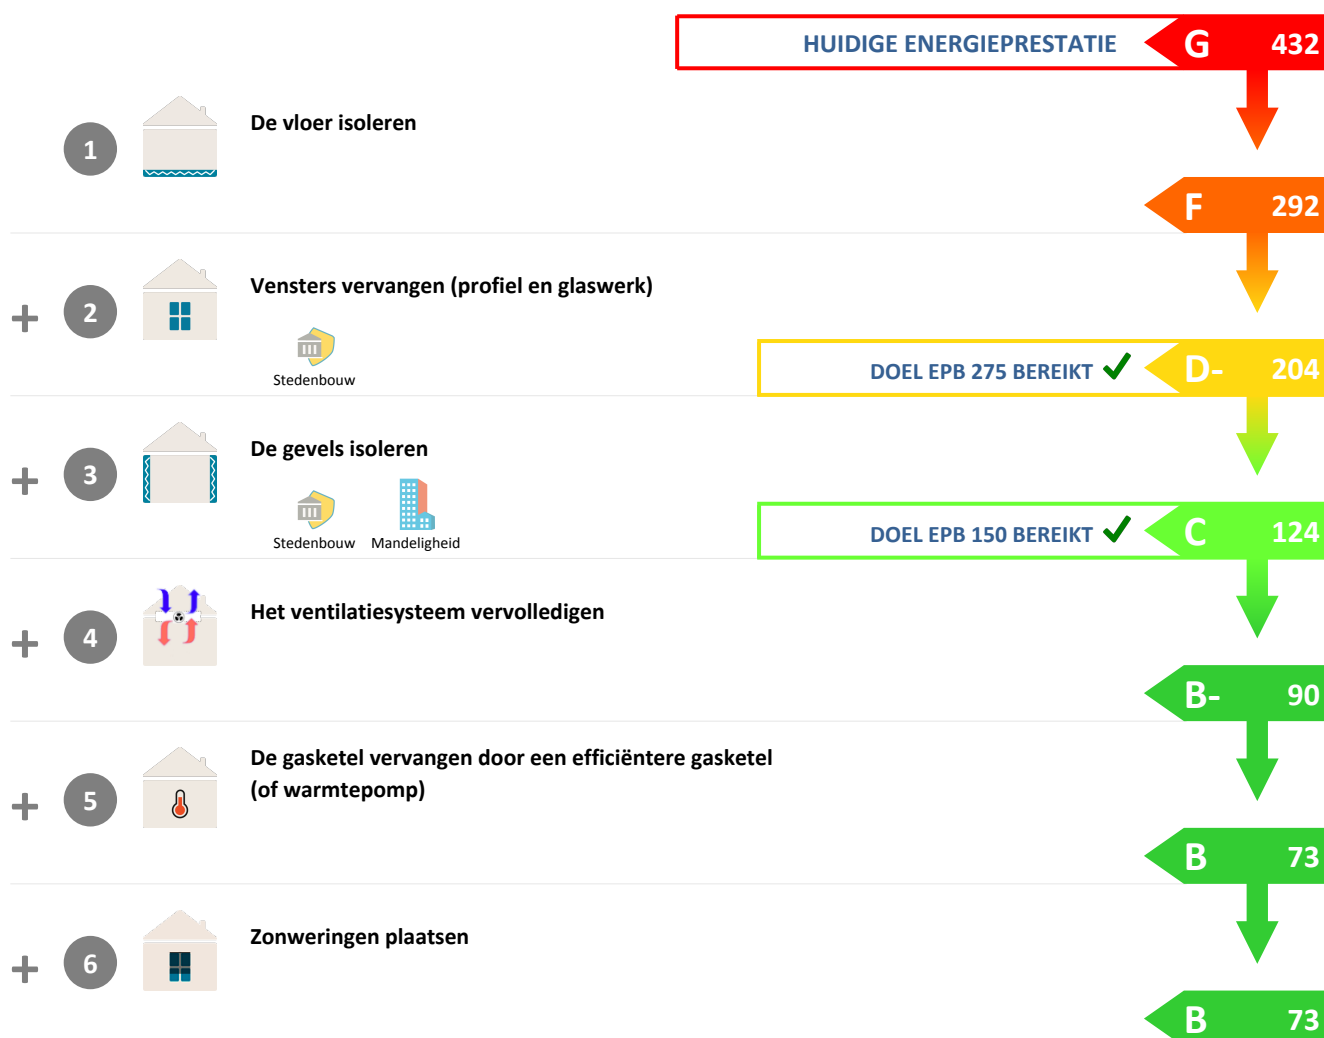 HUIDIGE ENERGIEPRESTATIE G 432
1 De vloer isoleren
F 292
+ 2 Vensters vervangen (profiel en glaswerk)
Stedenbouw
DOEL EPB 275 BEREIKT ✓ D- 204
+ 3 De gevels isoleren
Stedenbouw Mandeligheid
DOEL EPB 150 BEREIKT ✓ C 124
+ 4 Het ventilatiesysteem vervolledigen
B- 90
+ 5 De gasketel vervangen door een efficiëntere gasketel
(of warmtepomp)
B 73
+ 6 Zonweringen plaatsen
B 73